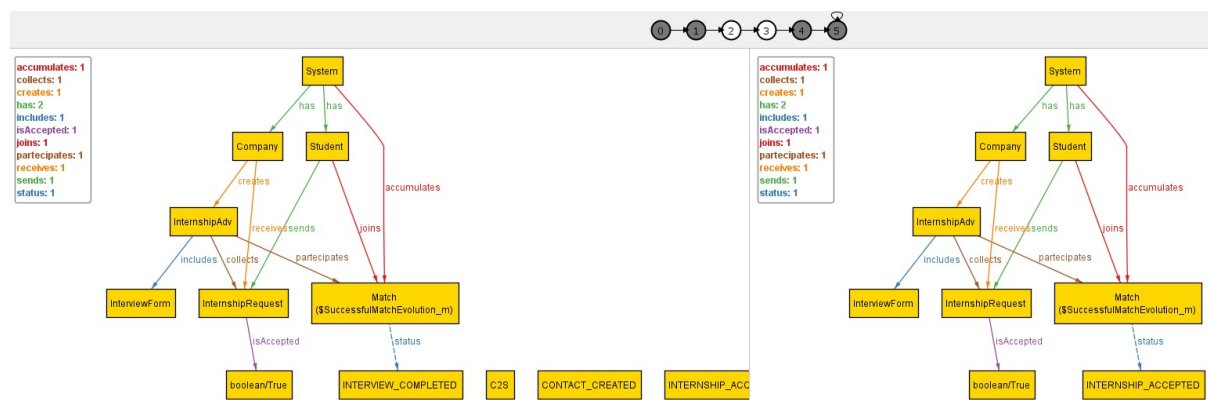 0 1 2 3 4 5
accumulates: 1
collects: 1
creates: 1
has: 2
includes: 1
isAccepted: 1
joins: 1
partecipates: 1
receives: 1
sends: 1
status: 1
System
has has
Company Student
creates accumulates
InternshipAdv receives sends joins
includes collects partecipates
InterviewForm InternshipRequest Match
($SuccessfulMatchEvolution_m)
isAccepted status
boolean/True INTERVIEW_COMPLETED C2S CONTACT_CREATED INTERNSHIP_ACC
accumulates: 1
collects: 1
creates: 1
has: 2
includes: 1
isAccepted: 1
joins: 1
partecipates: 1
receives: 1
sends: 1
status: 1
System
has has
Company Student
creates accumulates
InternshipAdv receives sends joins
includes collects partecipates
InterviewForm InternshipRequest Match
($SuccessfulMatchEvolution_m)
isAccepted status
boolean/True INTERNSHIP_ACCEPTED